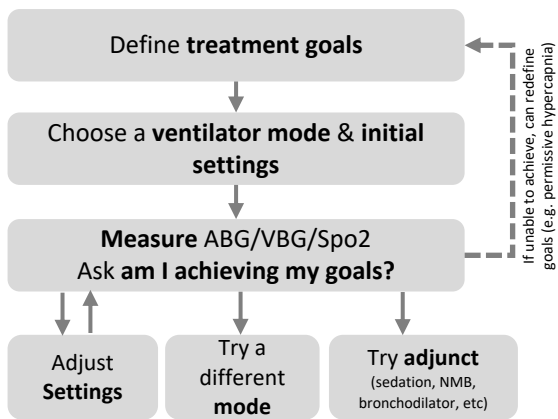 Define treatment goals
Choose a ventilator mode & initial
settings
Measure ABG/VBG/Spo2
Ask am I achieving my goals?
If unable to achieve, can redefine
goals (e.g. permissive hypercapnia)
Adjust
Settings
Try a
different
mode
Try adjunct
(sedation, NMB,
bronchodilator, etc)